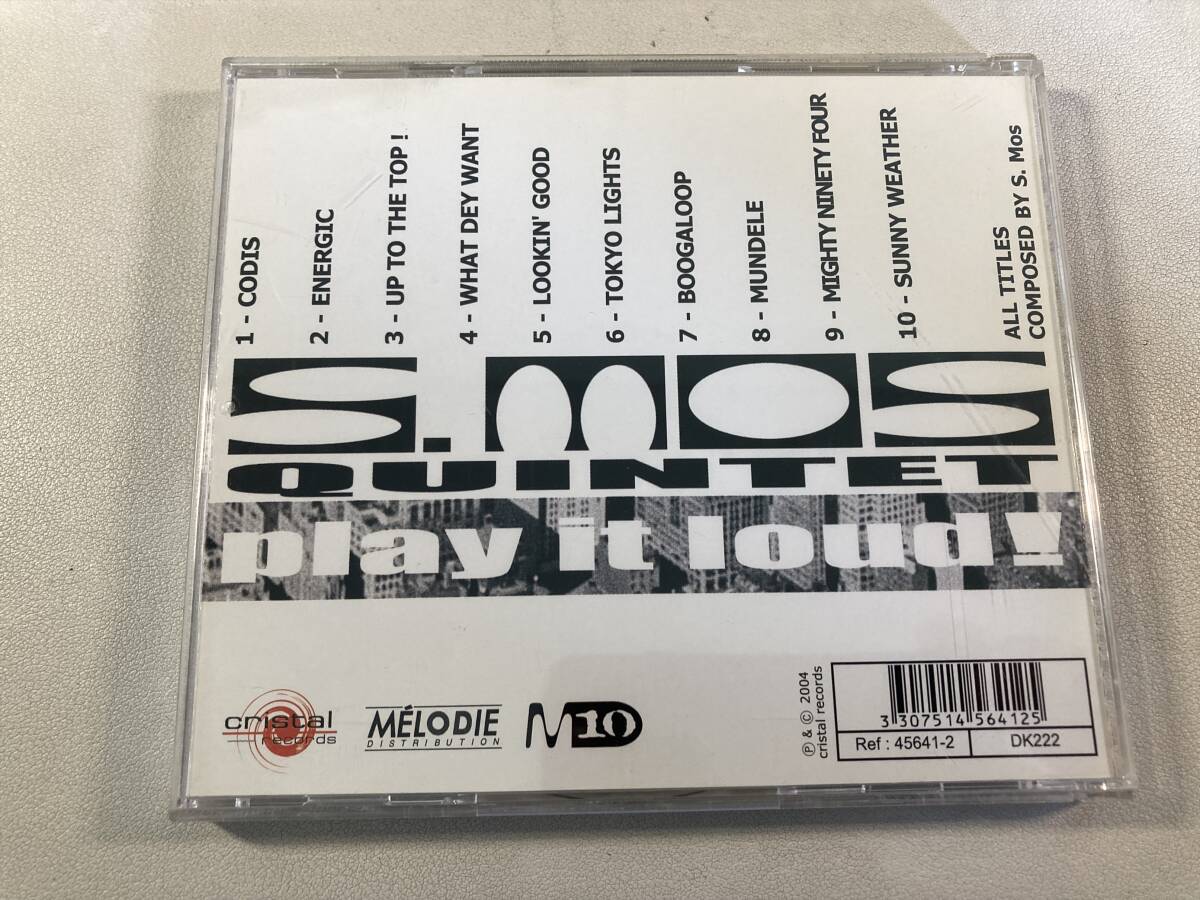 1 - CODIS
2 - ENERGIC
3 - UP TO THE TOP !
4 - WHAT DEY WANT
5 - LOOKIN' GOOD
6 - TOKYO LIGHTS
7 - BOOGALOOP
8 - MUNDELE
9 - MIGHTY NINETY FOUR
10 - SUNNY WEATHER
ALL TITLES
COMPOSED BY S. Mos
S.MOS
QUINTET
play it loud!
cristal
records
MÉLODIE
DISTRIBUTION
M10
℗ & © 2004
cristal records
3 307514 564125
Ref : 45641-2
DK222